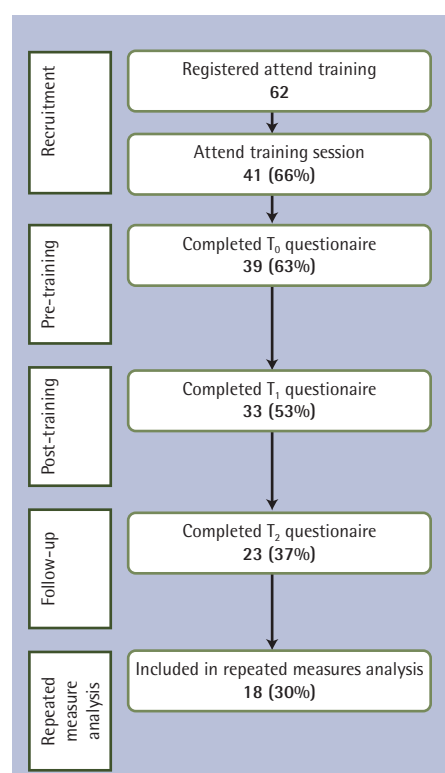 Recruitment
Registered attend training
62
Attend training session
41 (66%)
Pre-training
Completed T₀ questionaire
39 (63%)
Post-training
Completed T₁ questionaire
33 (53%)
Follow-up
Completed T₂ questionaire
23 (37%)
Repeated
measure
analysis
Included in repeated measures analysis
18 (30%)